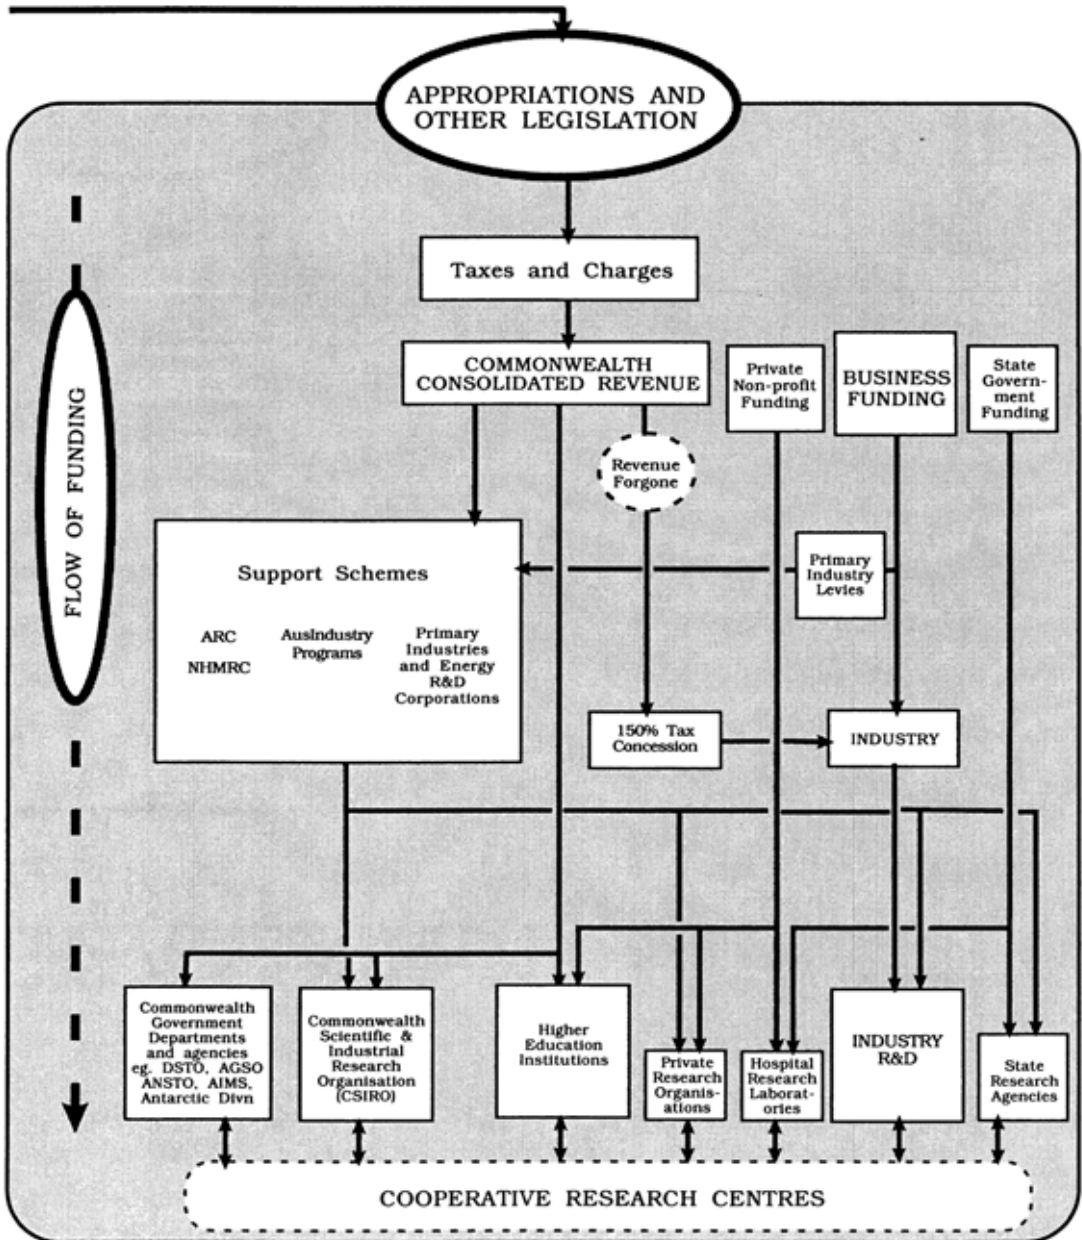 APPROPRIATIONS AND
OTHER LEGISLATION
Taxes and Charges
COMMONWEALTH
CONSOLIDATED REVENUE
Private
Non-profit
Funding
BUSINESS
FUNDING
State
Govern-
ment
Funding
FLOW OF FUNDING
Revenue
Forgone
Support Schemes
ARC
NHMRC
AusIndustry
Programs
Primary
Industries
and Energy
R&D
Corporations
Primary
Industry
Levies
150% Tax
Concession
INDUSTRY
Commonwealth
Government
Departments
and agencies
eg. DSTO, AGSO
ANSTO, AIMS,
Antarctic Divn
Commonwealth
Scientific &
Industrial
Research
Organisation
(CSIRO)
Higher
Education
Institutions
Private
Research
Organis-
ations
Hospital
Research
Laborat-
ories
INDUSTRY
R&D
State
Research
Agencies
COOPERATIVE RESEARCH CENTRES